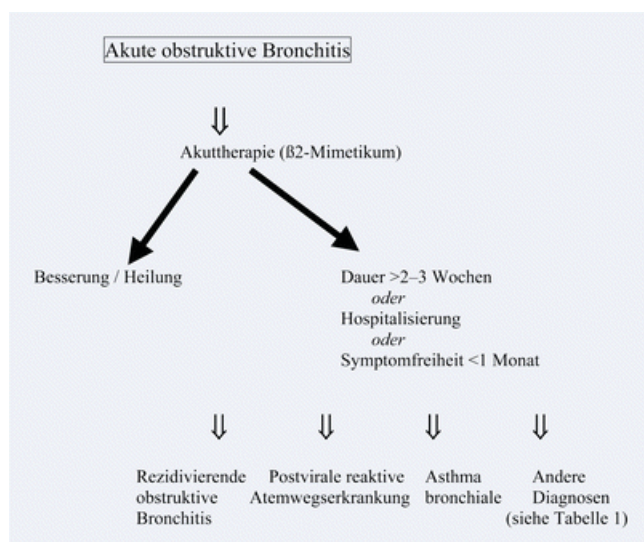 Akute obstruktive Bronchitis
Akuttherapie (ß2-Mimetikum)
Besserung / Heilung
Dauer >2–3 Wochen
oder
Hospitalisierung
oder
Symptomfreiheit <1 Monat
Rezidivierende
obstruktive
Bronchitis
Postvirale reaktive
Atemwegserkrankung
Asthma
bronchiale
Andere
Diagnosen
(siehe Tabelle 1)